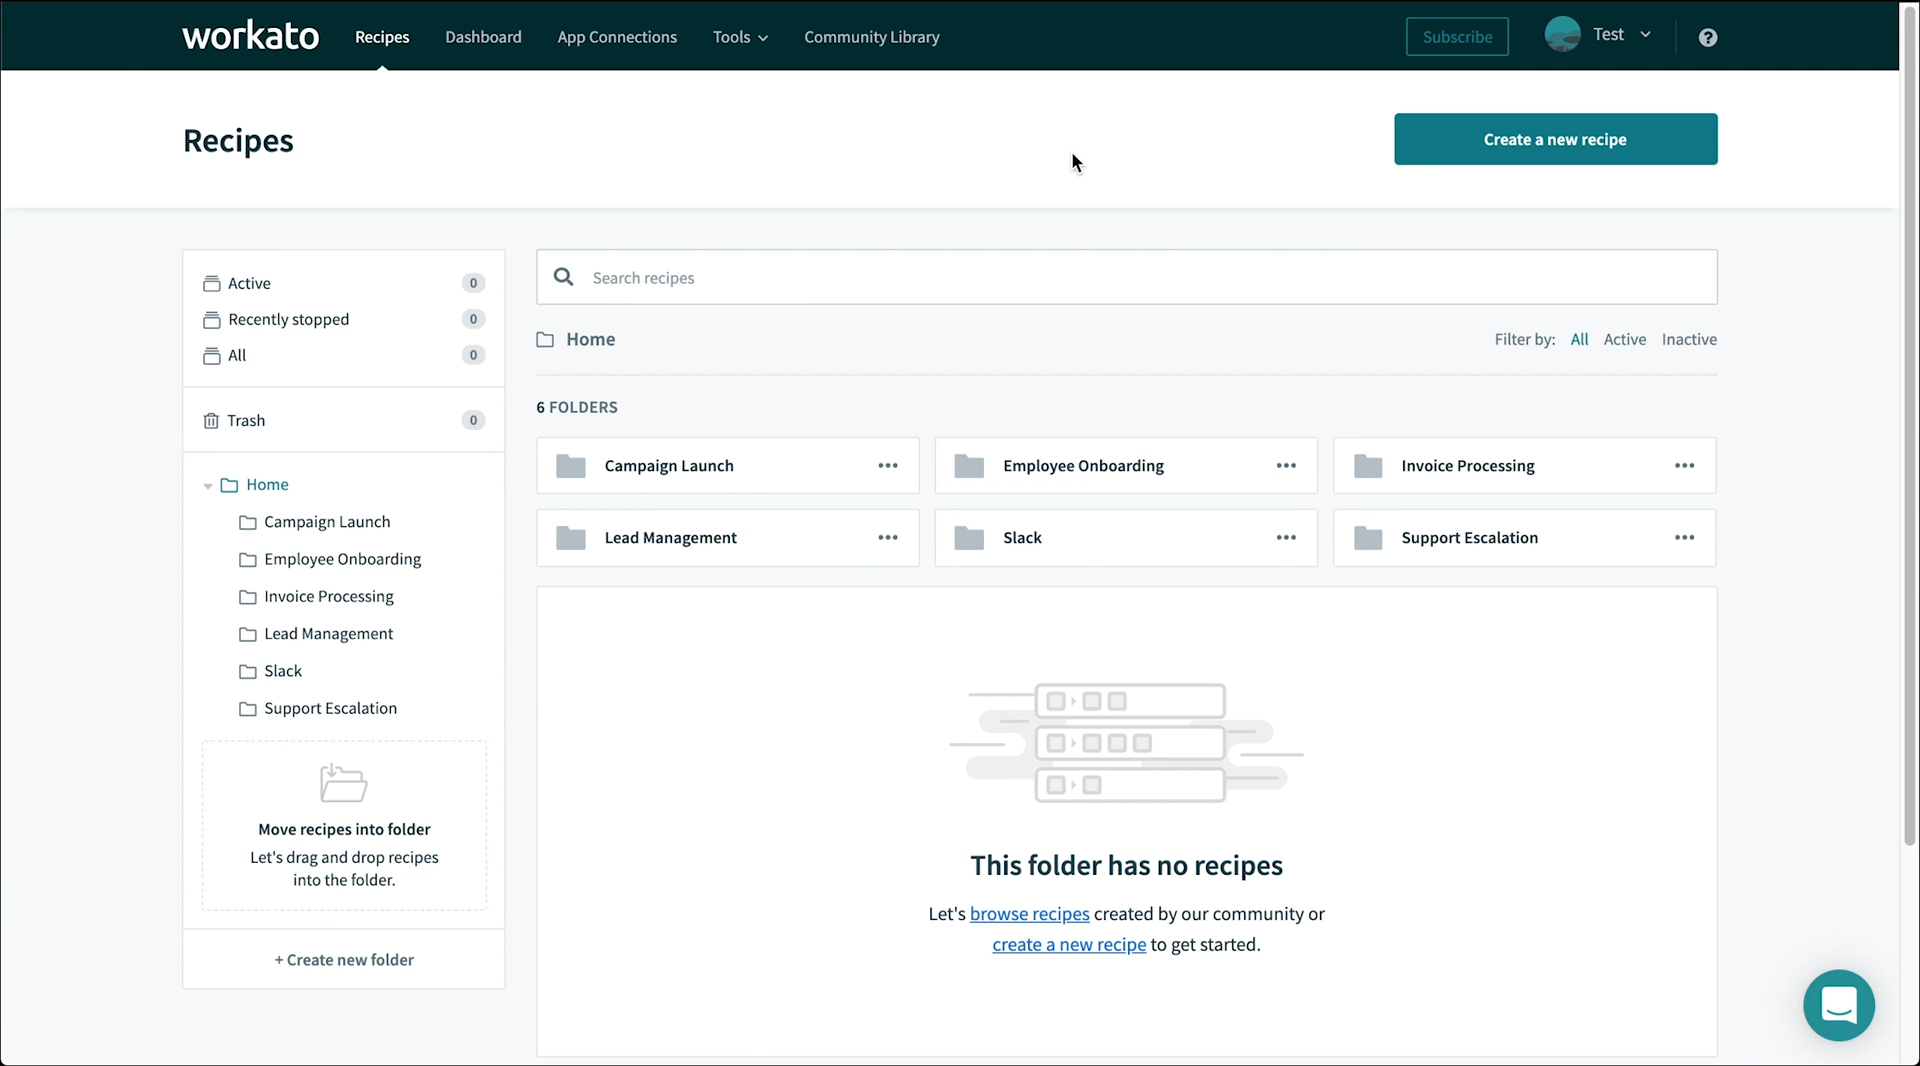 workato Recipes Dashboard App Connections Tools Community Library Subscribe Test ?
Recipes
Create a new recipe
Active 0
Recently stopped 0
All 0
Trash 0
Home
Campaign Launch
Employee Onboarding
Invoice Processing
Lead Management
Slack
Support Escalation
Move recipes into folder
Let's drag and drop recipes
into the folder.
+ Create new folder
Search recipes
Home
Filter by: All Active Inactive
6 FOLDERS
Campaign Launch
Employee Onboarding
Invoice Processing
Lead Management
Slack
Support Escalation
This folder has no recipes
Let's browse recipes created by our community or
create a new recipe to get started.